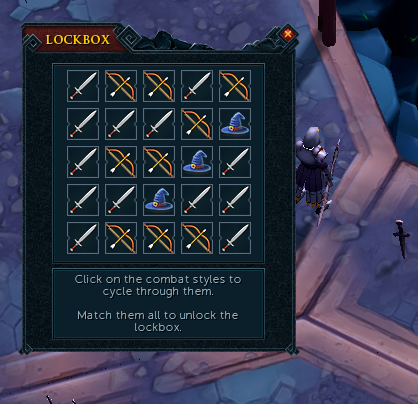 LOCKBOX
Click on the combat styles to
cycle through them.
Match them all to unlock the
lockbox.